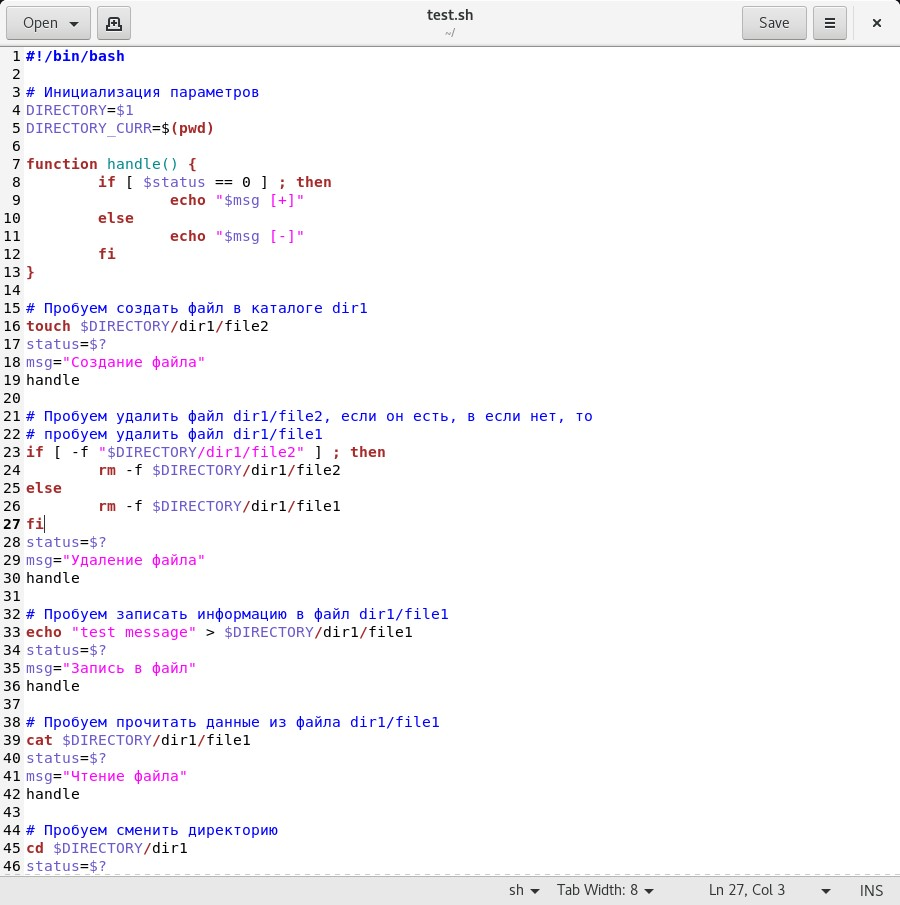 Open
test.sh
~/
Save
1 #!/bin/bash
2
3 # Инициализация параметров
4 DIRECTORY=$1
5 DIRECTORY_CURR=$(pwd)
6
7 function handle() {
8         if [ $status == 0 ] ; then
9                 echo "$msg [+]"
10         else
11                 echo "$msg [-]"
12         fi
13 }
14
15 # Пробуем создать файл в каталоге dir1
16 touch $DIRECTORY/dir1/file2
17 status=$?
18 msg="Создание файла"
19 handle
20
21 # Пробуем удалить файл dir1/file2, если он есть, в если нет, то
22 # пробуем удалить файл dir1/file1
23 if [ -f "$DIRECTORY/dir1/file2" ] ; then
24         rm -f $DIRECTORY/dir1/file2
25 else
26         rm -f $DIRECTORY/dir1/file1
27 fi
28 status=$?
29 msg="Удаление файла"
30 handle
31
32 # Пробуем записать информацию в файл dir1/file1
33 echo "test message" > $DIRECTORY/dir1/file1
34 status=$?
35 msg="Запись в файл"
36 handle
37
38 # Пробуем прочитать данные из файла dir1/file1
39 cat $DIRECTORY/dir1/file1
40 status=$?
41 msg="Чтение файла"
42 handle
43
44 # Пробуем сменить директорию
45 cd $DIRECTORY/dir1
46 status=$?
sh Tab Width: 8 Ln 27, Col 3 INS